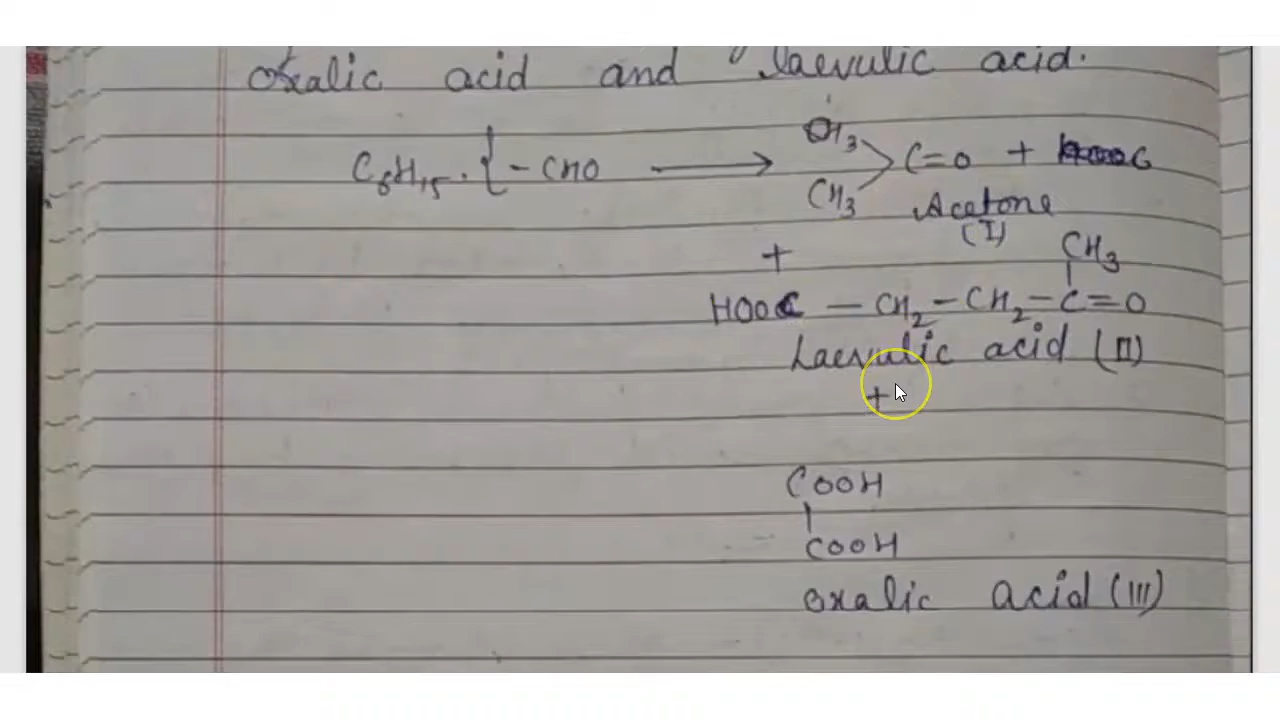 Oxalic acid and laevulic acid.
C₈H₁₅ . { - CHO ⟶ CH₃ CH₃ > C=O +
Acetone
(I)
+
CH₃
|
HOOC — CH₂ - CH₂ - C = O
Laevulic acid (II)
+
COOH
|
COOH
oxalic acid (III)